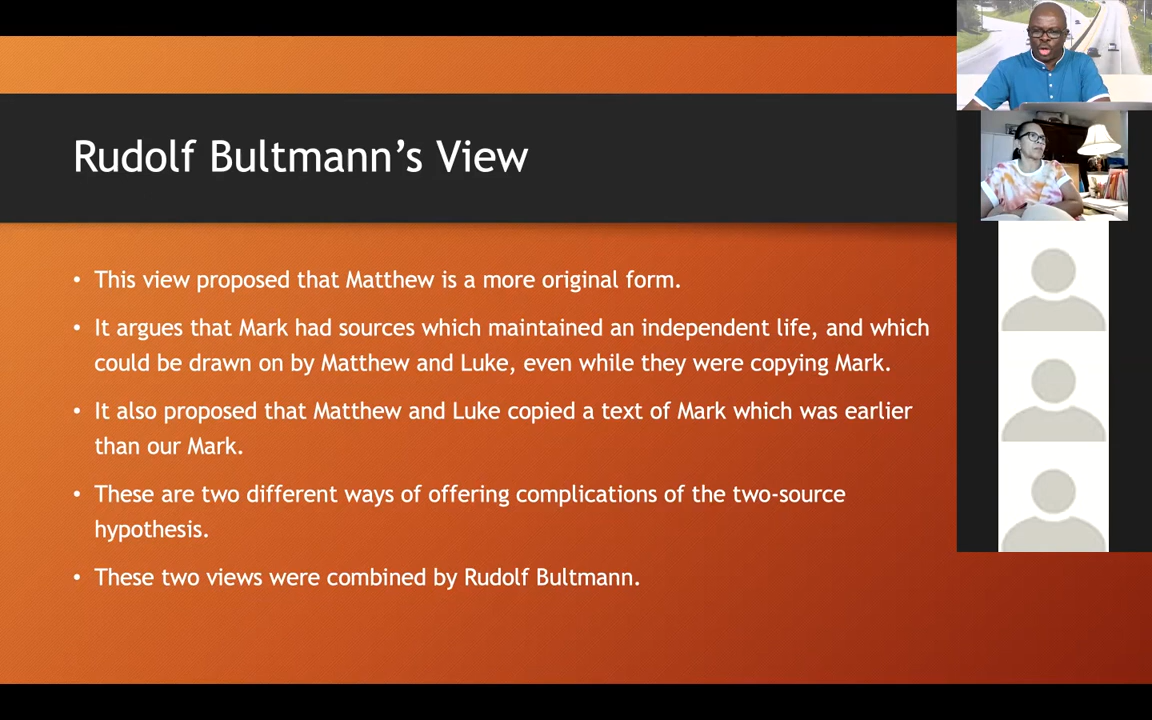 Rudolf Bultmann’s View
• This view proposed that Matthew is a more original form.
• It argues that Mark had sources which maintained an independent life, and which
could be drawn on by Matthew and Luke, even while they were copying Mark.
• It also proposed that Matthew and Luke copied a text of Mark which was earlier
than our Mark.
• These are two different ways of offering complications of the two-source
hypothesis.
• These two views were combined by Rudolf Bultmann.